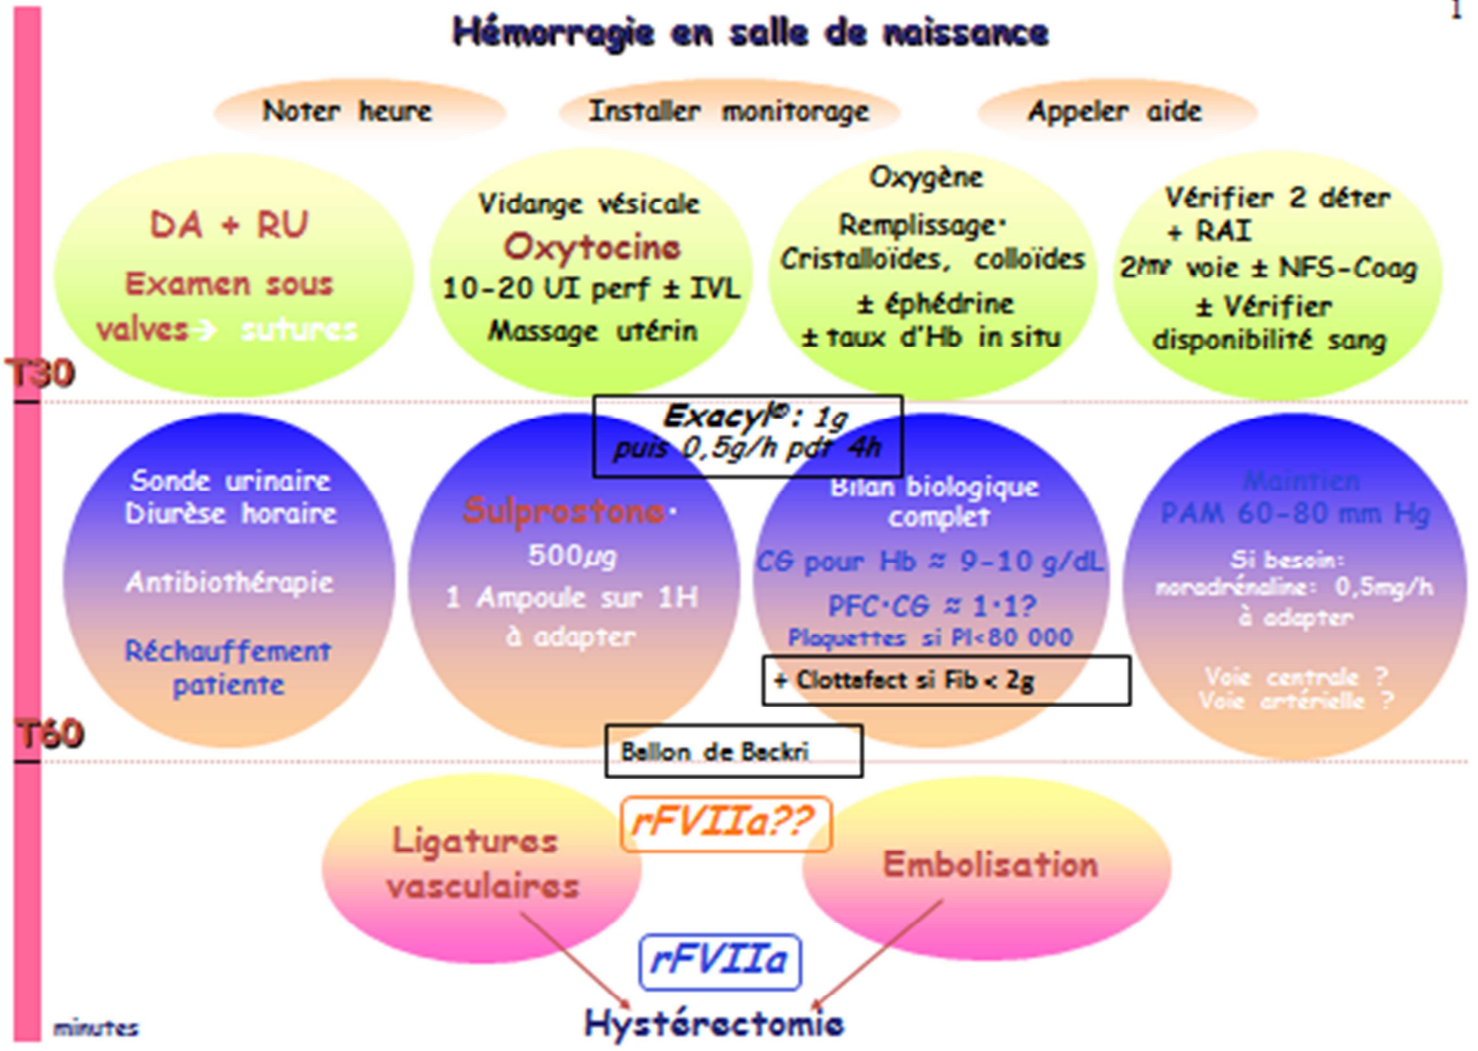 1
Hémorragie en salle de naissance
Noter heure
Installer monitorage
Appeler aide
DA + RU
Examen sous
valves→ sutures
Vidange vésicale
Oxytocine
10-20 UI perf ± IVL
Massage utérin
Oxygène
Remplissage·
Cristalloïdes, colloïdes
± éphédrine
± taux d'Hb in situ
Vérifier 2 déter
+ RAI
2ème voie ± NFS-Coag
± Vérifier
disponibilité sang
T30
Exacyl®: 1g
puis 0,5g/h pdt 4h
Sonde urinaire
Diurèse horaire
Antibiothérapie
Réchauffement
patiente
Sulprostone·
500µg
1 Ampoule sur 1H
à adapter
Bilan biologique
complet
CG pour Hb ≈ 9-10 g/dL
PFC·CG ≈ 1·1?
Plaquettes si Pl<80 000
+ Clottafact si Fib < 2g
Maintien
PAM 60-80 mm Hg
Si besoin:
noradrénaline: 0,5mg/h
à adapter
Voie centrale ?
Voie artérielle ?
T60
Ballon de Backri
rFVIIa??
Ligatures
vasculaires
Embolisation
rFVIIa
Hystérectomie
minutes